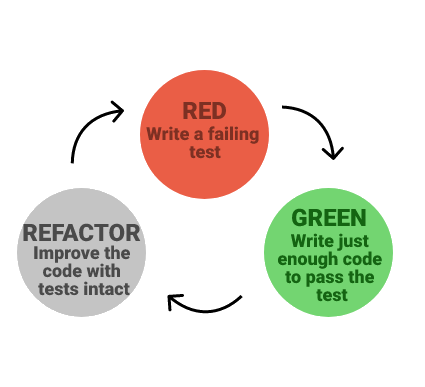 RED
Write a failing
test
GREEN
Write just
enough code
to pass the
test
REFACTOR
Improve the
code with
tests intact